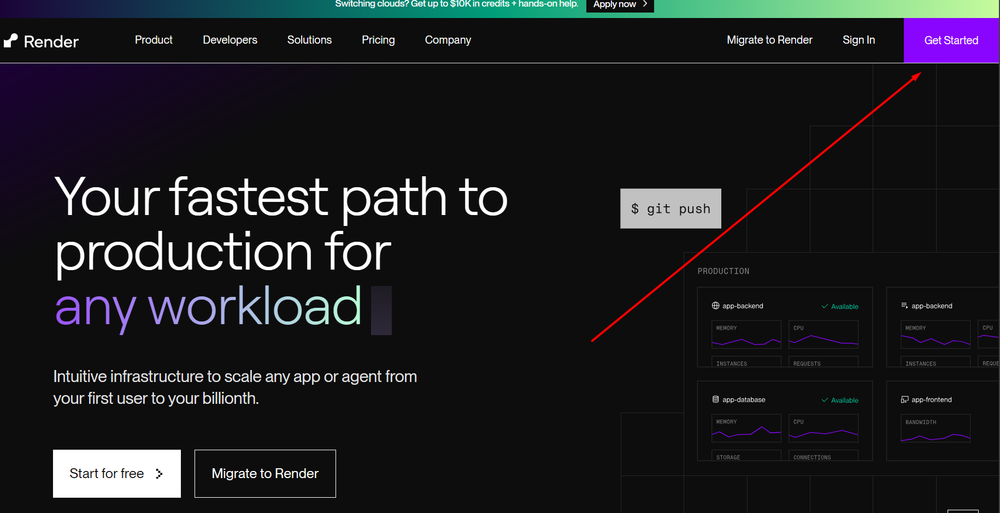 Switching clouds? Get up to $10K in credits + hands-on help.
Apply now
Render
Product
Developers
Solutions
Pricing
Company
Migrate to Render
Sign In
Get Started
Your fastest path to
production for
any workload
Intuitive infrastructure to scale any app or agent from
your first user to your billionth.
Start for free
Migrate to Render
$ git push
PRODUCTION
app-backend
Available
MEMORY
CPU
INSTANCES
REQUESTS
app-backend
MEMORY
CPU
INSTANCES
REQUE
app-database
Available
MEMORY
CPU
STORAGE
CONNECTIONS
app-frontend
BANDWIDTH